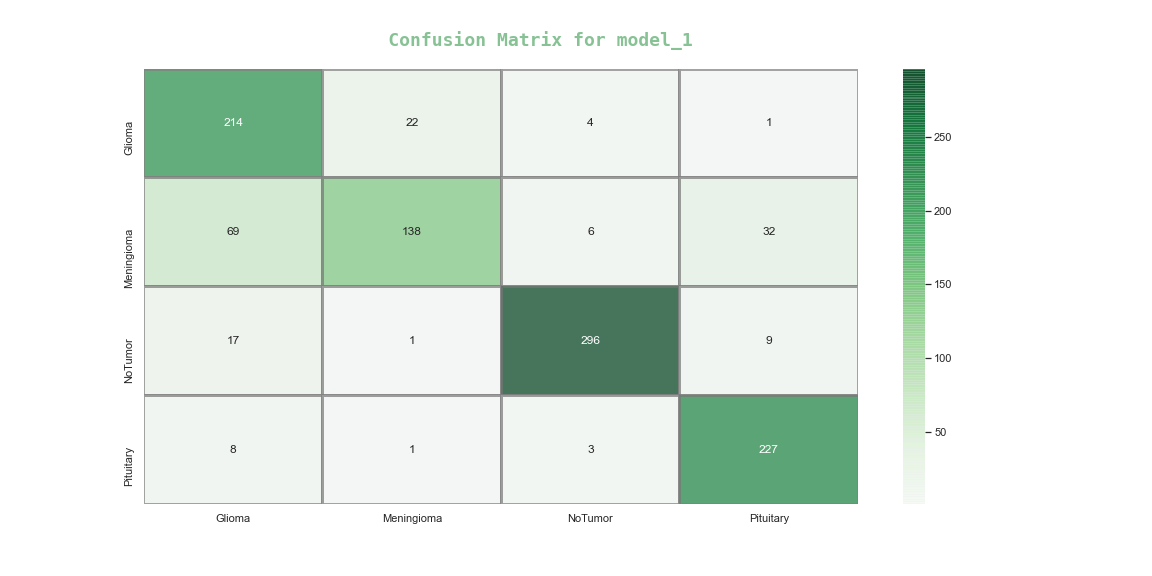 Confusion Matrix for model_1
Glioma 214 22 4 1
Meningioma 69 138 6 32
NoTumor 17 1 296 9
Pituitary 8 1 3 227
Glioma Meningioma NoTumor Pituitary
250
200
150
100
50